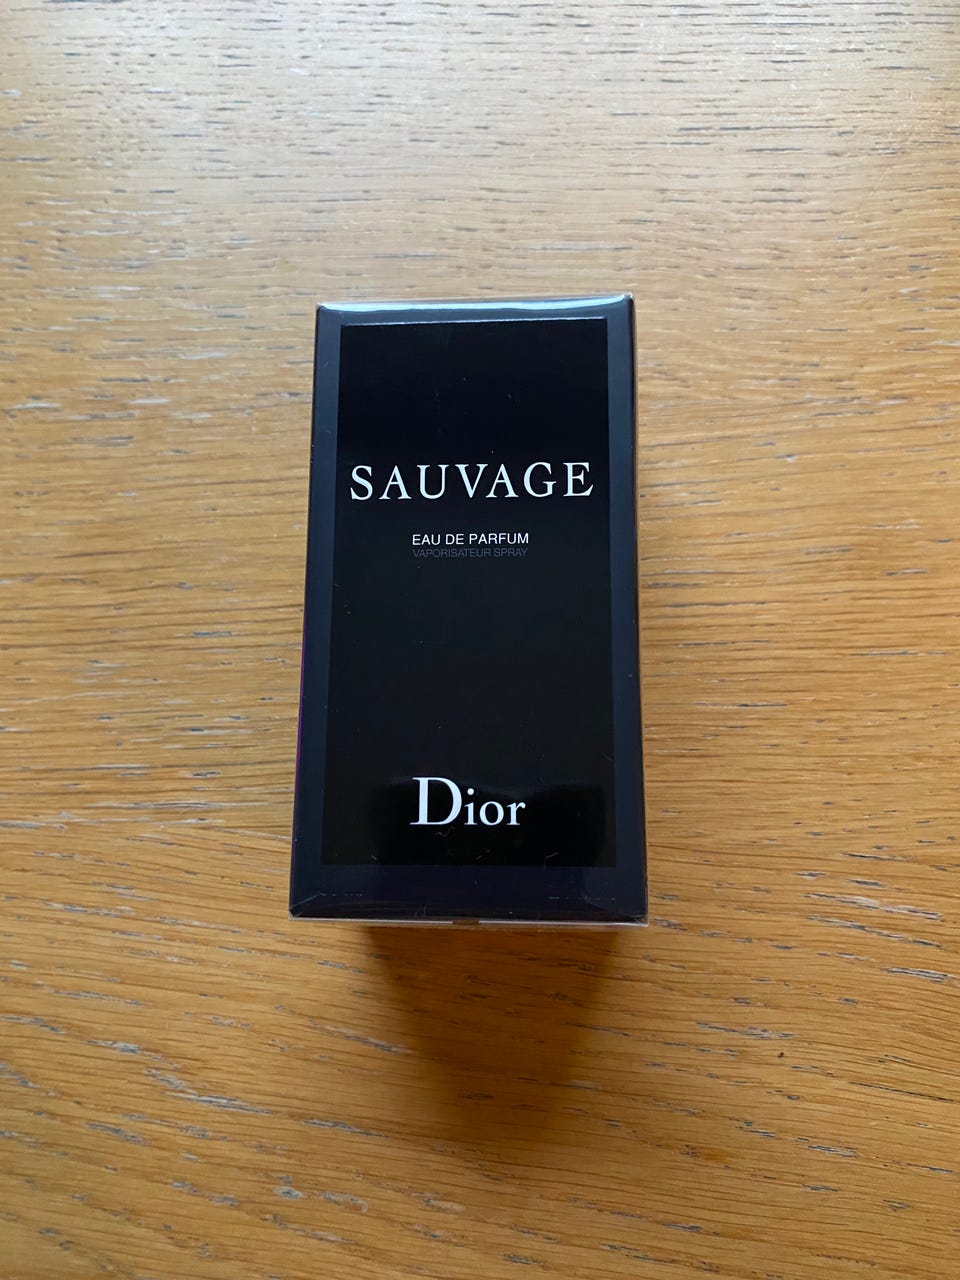 SAUVAGE
EAU DE PARFUM
VAPORISATEUR SPRAY
Dior